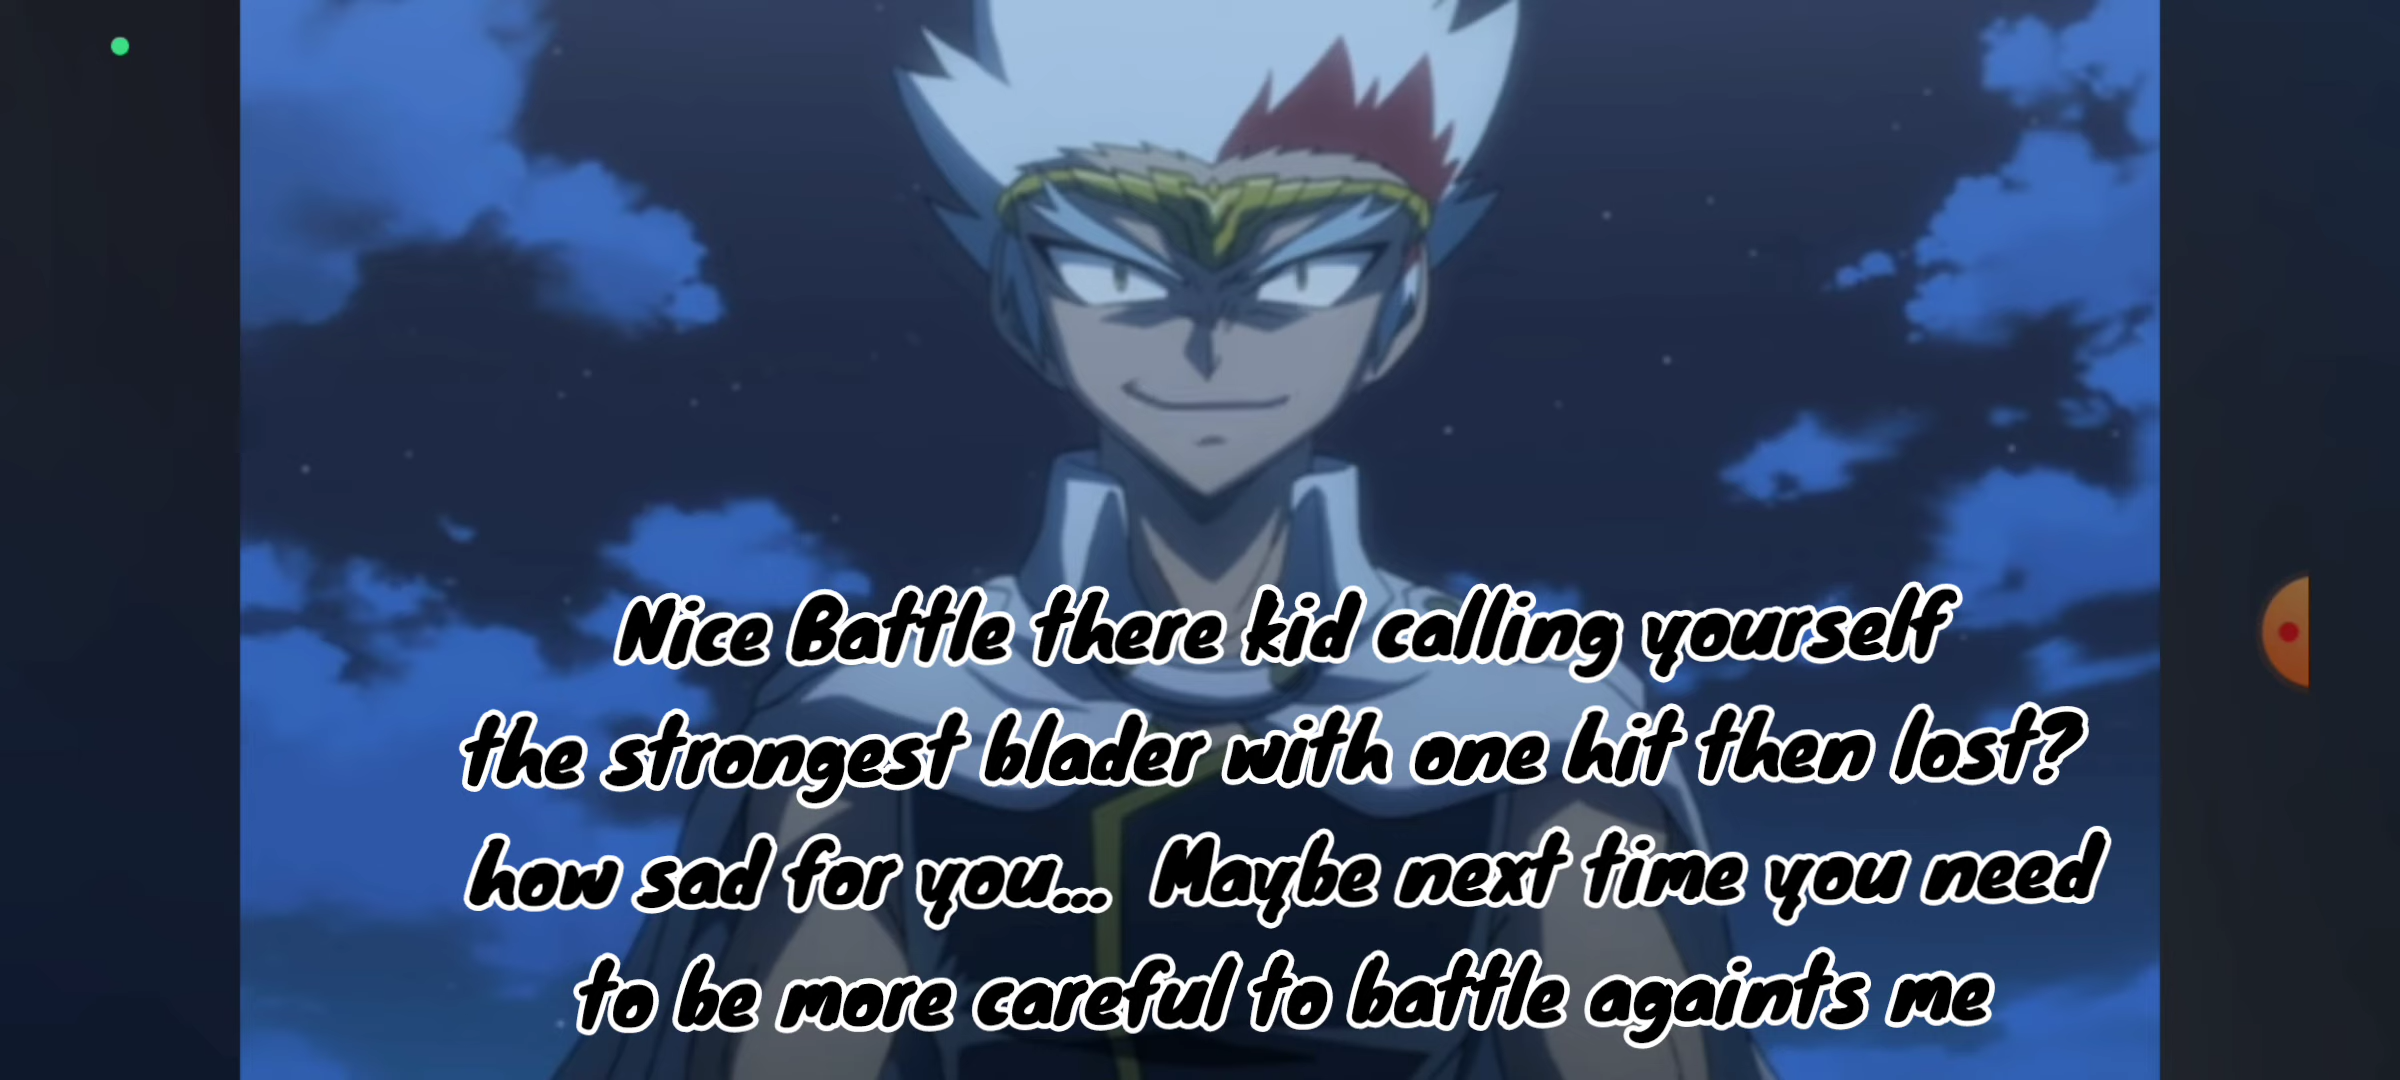 Nice Battle there kid calling yourself
the strongest blader with one hit then lost?
how sad for you... Maybe next time you need
to be more careful to battle againts me